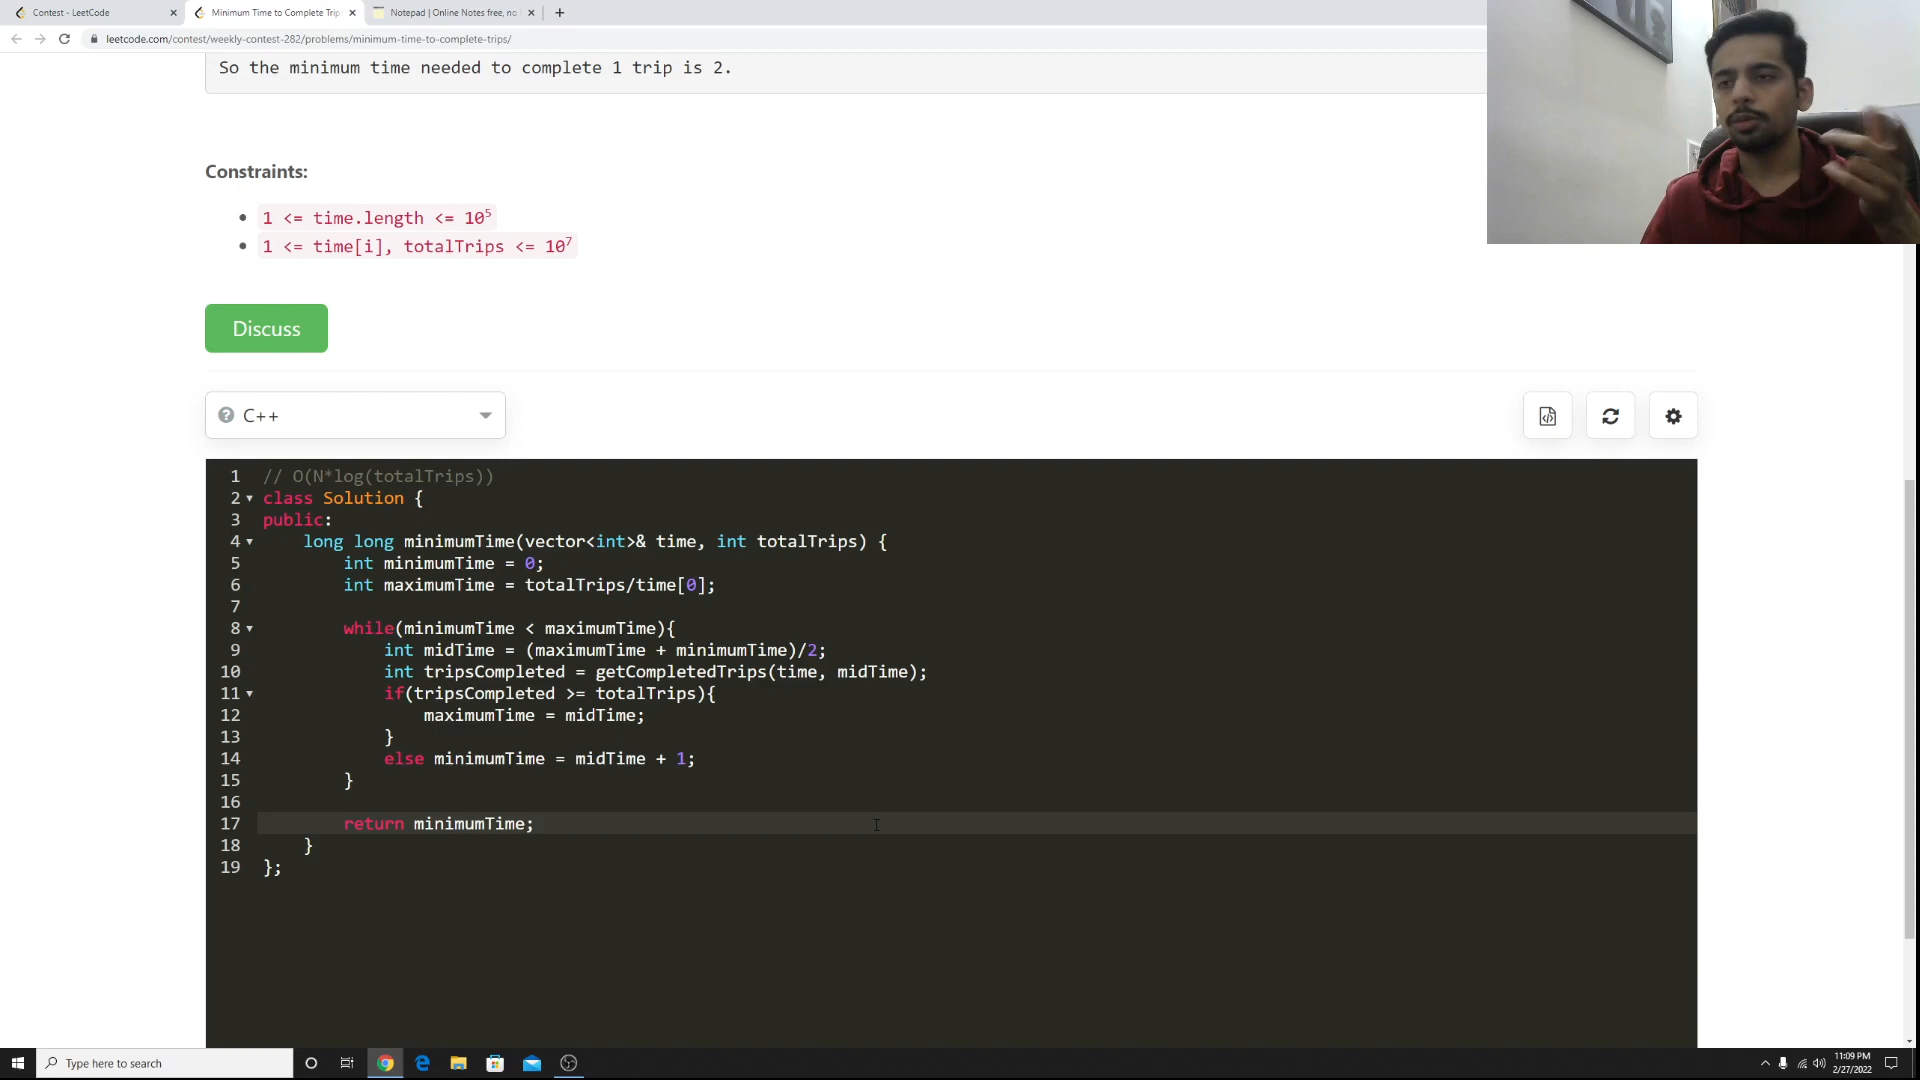 Contest - LeetCode
Minimum Time to Complete Trip
Notepad | Online Notes free, no
leetcode.com/contest/weekly-contest-282/problems/minimum-time-to-complete-trips/
So the minimum time needed to complete 1 trip is 2.
Constraints:
1 <= time.length <= 10⁵
1 <= time[i], totalTrips <= 10⁷
Discuss
C++
1 // O(N*log(totalTrips))
2 class Solution {
3 public:
4 long long minimumTime(vector<int>& time, int totalTrips) {
5 int minimumTime = 0;
6 int maximumTime = totalTrips/time[0];
7
8 while(minimumTime < maximumTime){
9 int midTime = (maximumTime + minimumTime)/2;
10 int tripsCompleted = getCompletedTrips(time, midTime);
11 if(tripsCompleted >= totalTrips){
12 maximumTime = midTime;
13 }
14 else minimumTime = midTime + 1;
15 }
16
17 return minimumTime;
18 }
19 };
Type here to search
11:09 PM
2/27/2022